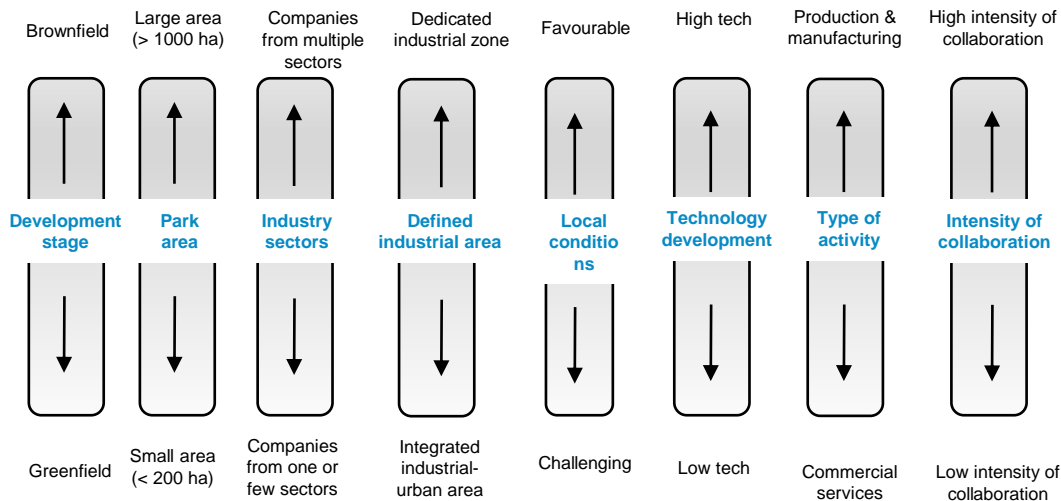 Brownfield
Large area
(> 1000 ha)
Companies
from multiple
sectors
Dedicated
industrial zone
Favourable
High tech
Production &
manufacturing
High intensity of
collaboration
Development
stage
Park
area
Industry
sectors
Defined
industrial area
Local
conditio
ns
Technology
development
Type of
activity
Intensity of
collaboration
Greenfield
Small area
(< 200 ha)
Companies
from one or
few sectors
Integrated
industrial-
urban area
Challenging
Low tech
Commercial
services
Low intensity of
collaboration